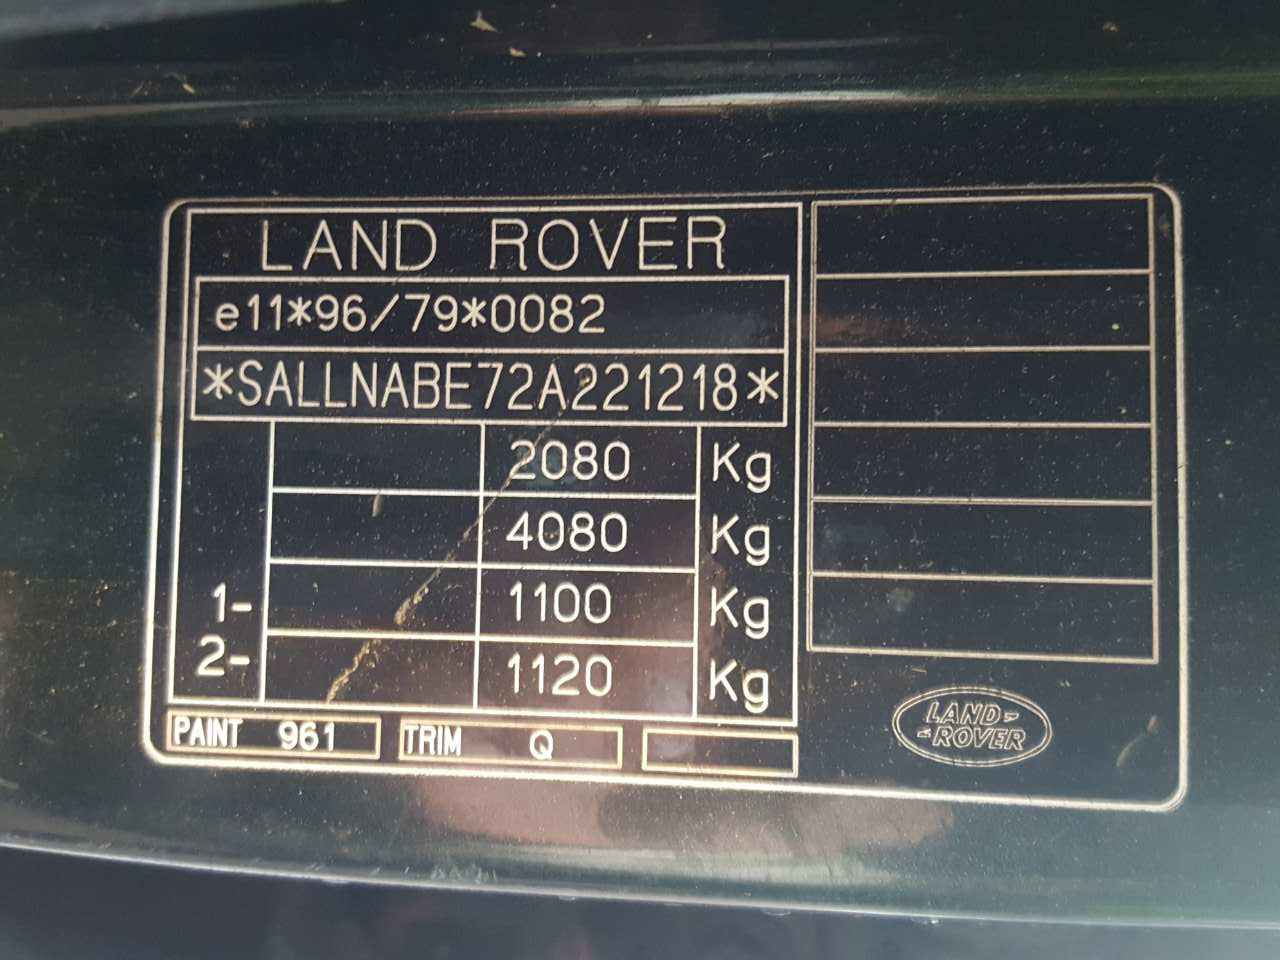 LAND ROVER
e11*96/79*0082
*SALLNABE72A221218*
2080 Kg
4080 Kg
1- 1100 Kg
2- 1120 Kg
PAINT 961 TRIM Q
LAND-
-ROVER